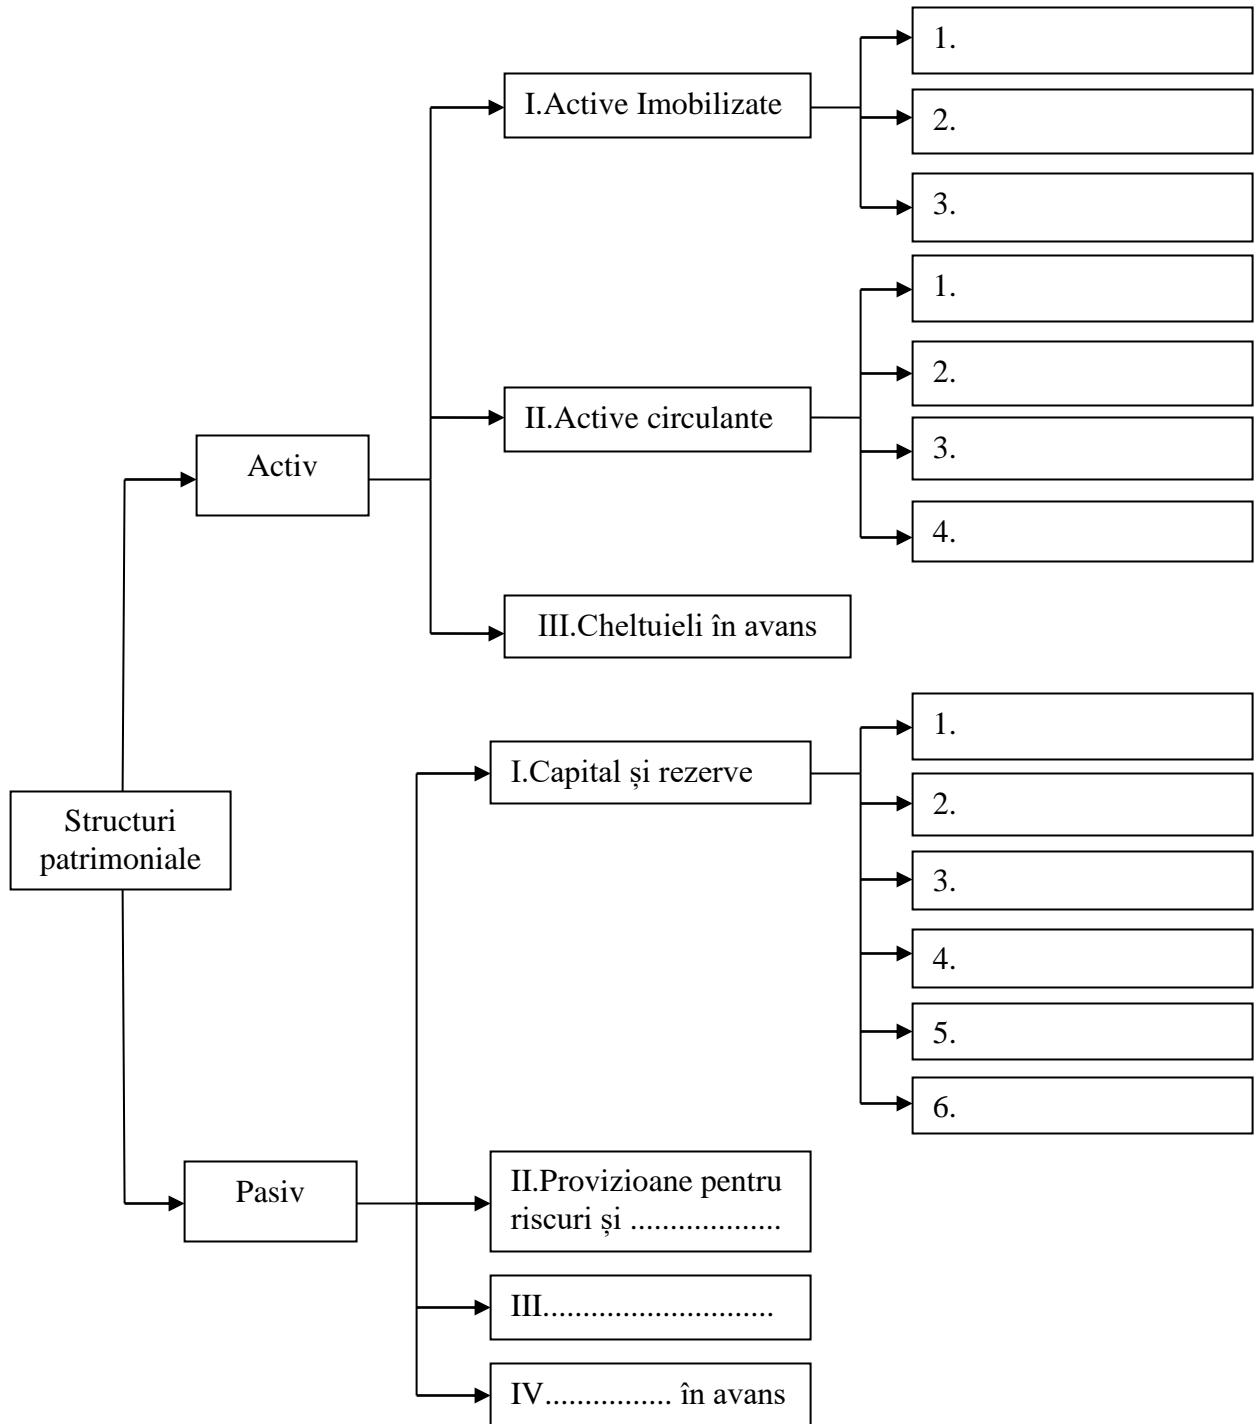 1.
I.Active Imobilizate
2.
3.
1.
2.
II.Active circulante
3.
Activ
4.
III.Cheltuieli în avans
1.
I.Capital și rezerve
2.
Structuri
patrimoniale
3.
4.
5.
6.
Pasiv
II.Provizioane pentru
riscuri și ...................
III............................
IV................ în avans